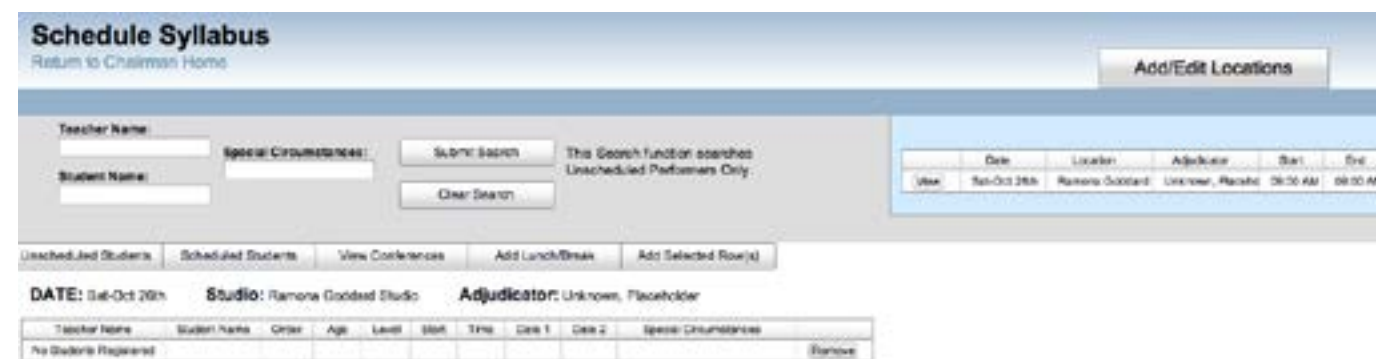 Schedule Syllabus
Return to Chairman Home
Add/Edit Locations
Teacher Name:
Special Circumstances:
Student Name:
Submit Search
Clear Search
This Search function searches
Unscheduled Performers Only
Date Location Adjudicator Start End
View Sat-Oct 26th Ramona Goddard Unknown, Placeho AM
Unscheduled Students Scheduled Students View Conferences Add Lunch/Break Add Selected Row(s)
DATE: Sat-Oct 26th Studio: Ramona Goddard Studio Adjudicator: Unknown, Placeholder
Teacher Name Student Name Order Age Level Start Time Date 1 Date 2 Special Circumstances
No Students Registered Remove